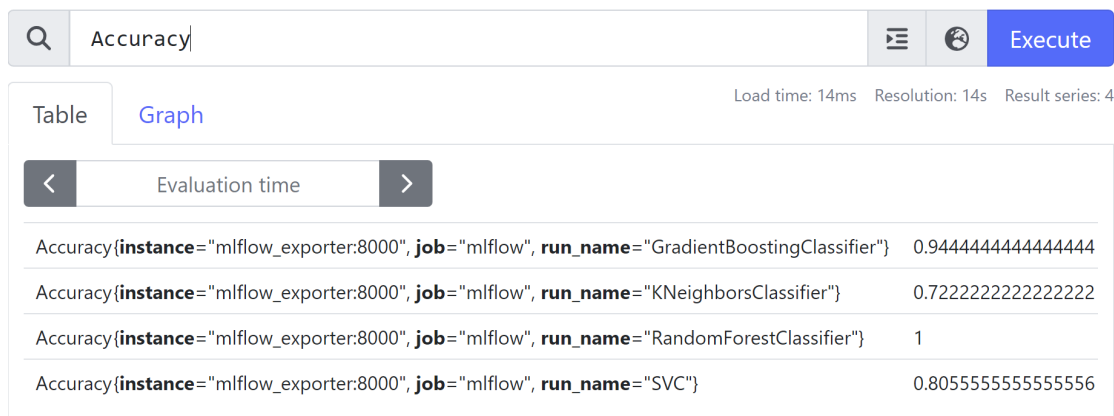 Accuracy
Execute
Load time: 14ms Resolution: 14s Result series: 4
Table
Graph
Evaluation time
Accuracy{instance="mlflow_exporter:8000", job="mlflow", run_name="GradientBoostingClassifier"} 0.9444444444444444
Accuracy{instance="mlflow_exporter:8000", job="mlflow", run_name="KNeighborsClassifier"} 0.7222222222222222
Accuracy{instance="mlflow_exporter:8000", job="mlflow", run_name="RandomForestClassifier"} 1
Accuracy{instance="mlflow_exporter:8000", job="mlflow", run_name="SVC"} 0.8055555555555556